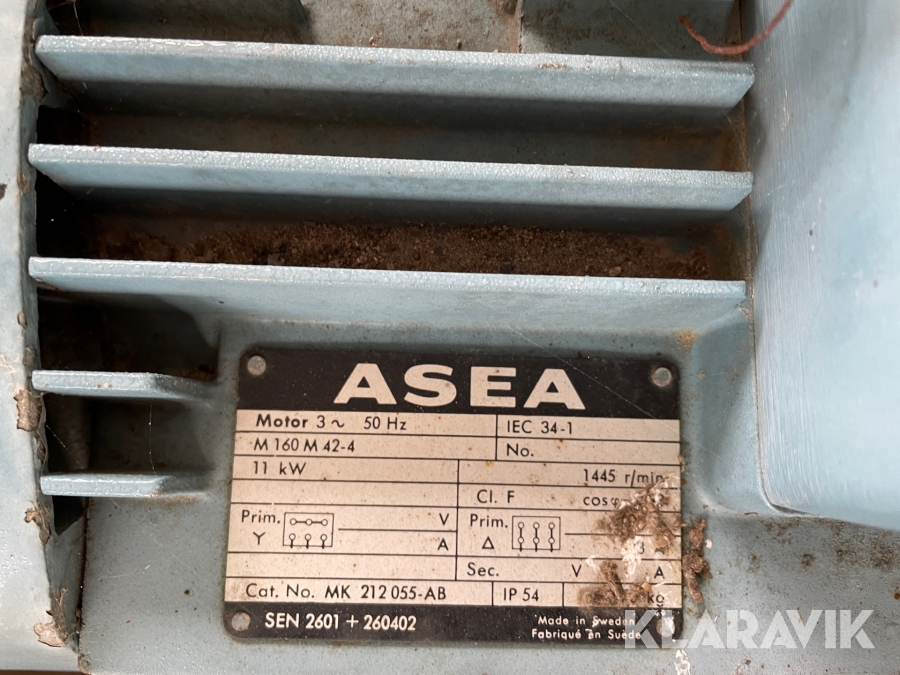 ASEA
Motor 3 ~ 50 Hz IEC 34-1
M 160 M 42-4 No.
11 kW 1445 r/min
Cl. F cosφ
Prim. V Prim.
Y A Δ
Sec. V A
Cat. No. MK 212 055-AB IP 54 kg
SEN 2601 + 260402 Made in Sweden
Fabriqué en Suède
KLARAVIK